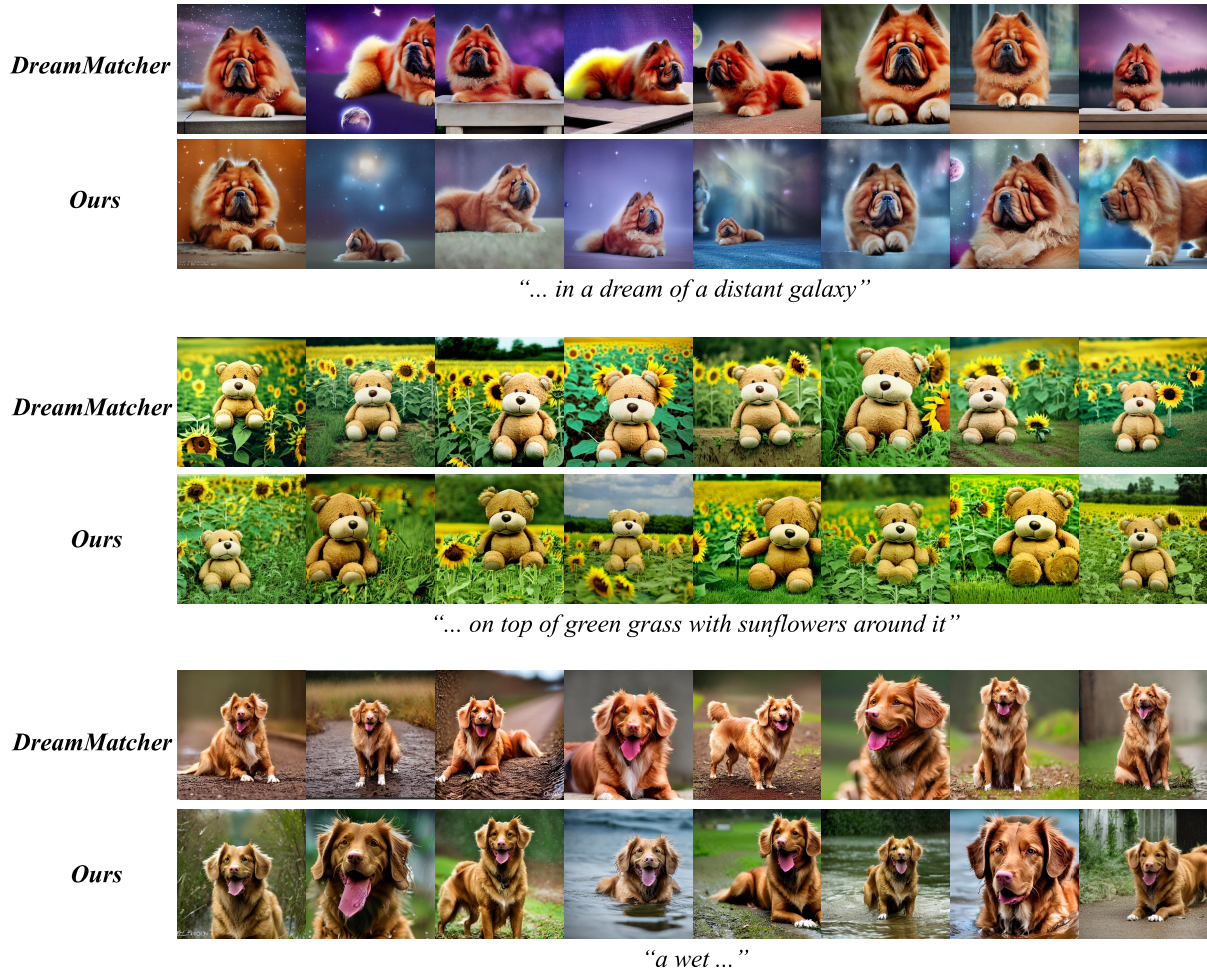 DreamMatcher
Ours
“... in a dream of a distant galaxy”
DreamMatcher
Ours
“... on top of green grass with sunflowers around it”
DreamMatcher
Ours
“a wet ...”